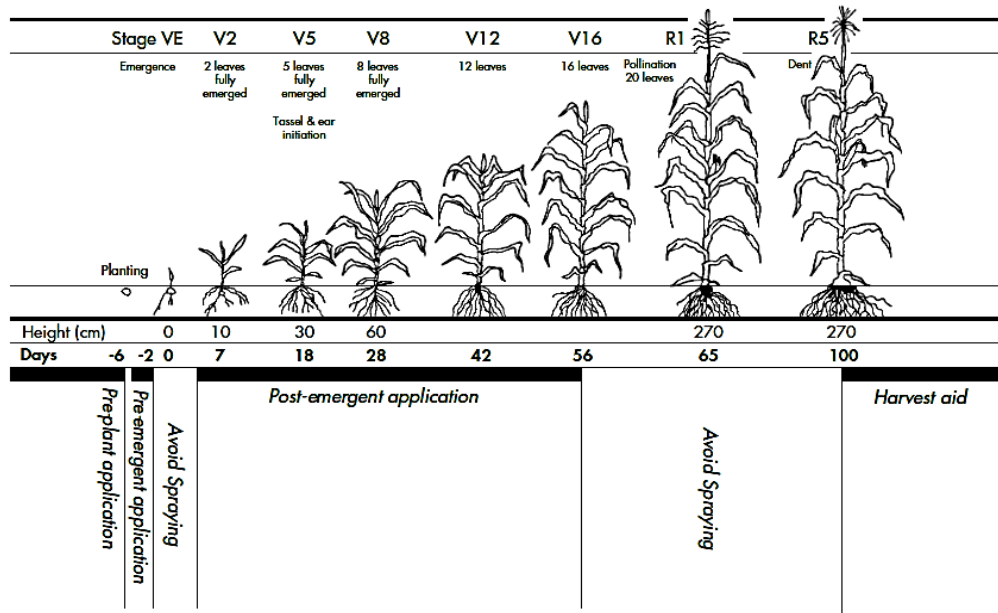 Stage VE V2 V5 V8 V12 V16 R1 R5
Emergence 2 leaves 5 leaves 8 leaves 12 leaves 16 leaves Pollination Dent
fully fully fully 20 leaves
emerged emerged emerged
Tassel & ear
initiation
Planting
Height (cm) 0 10 30 60 270 270
Days -6 -2 0 7 18 28 42 56 65 100
Pre-plant application
Pre-emergent application
Avoid Spraying
Post-emergent application
Avoid Spraying
Harvest aid